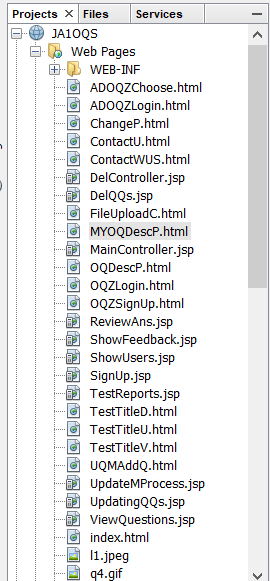 Projects Files Services
JA1OQS
Web Pages
WEB-INF
ADOQZChoose.html
ADOQZLogin.html
ChangeP.html
ContactU.html
ContactWUS.html
DelController.jsp
DelQQs.jsp
FileUploadC.html
MYOQDescP.html
MainController.jsp
OQDescP.html
OQZLogin.html
OQZSignUp.html
ReviewAns.jsp
ShowFeedback.jsp
ShowUsers.jsp
SignUp.jsp
TestReports.jsp
TestTitleD.html
TestTitleU.html
TestTitleV.html
UQMAddQ.html
UpdateMProcess.jsp
UpdatingQQs.jsp
ViewQuestions.jsp
index.html
l1.jpeg
q4.gif